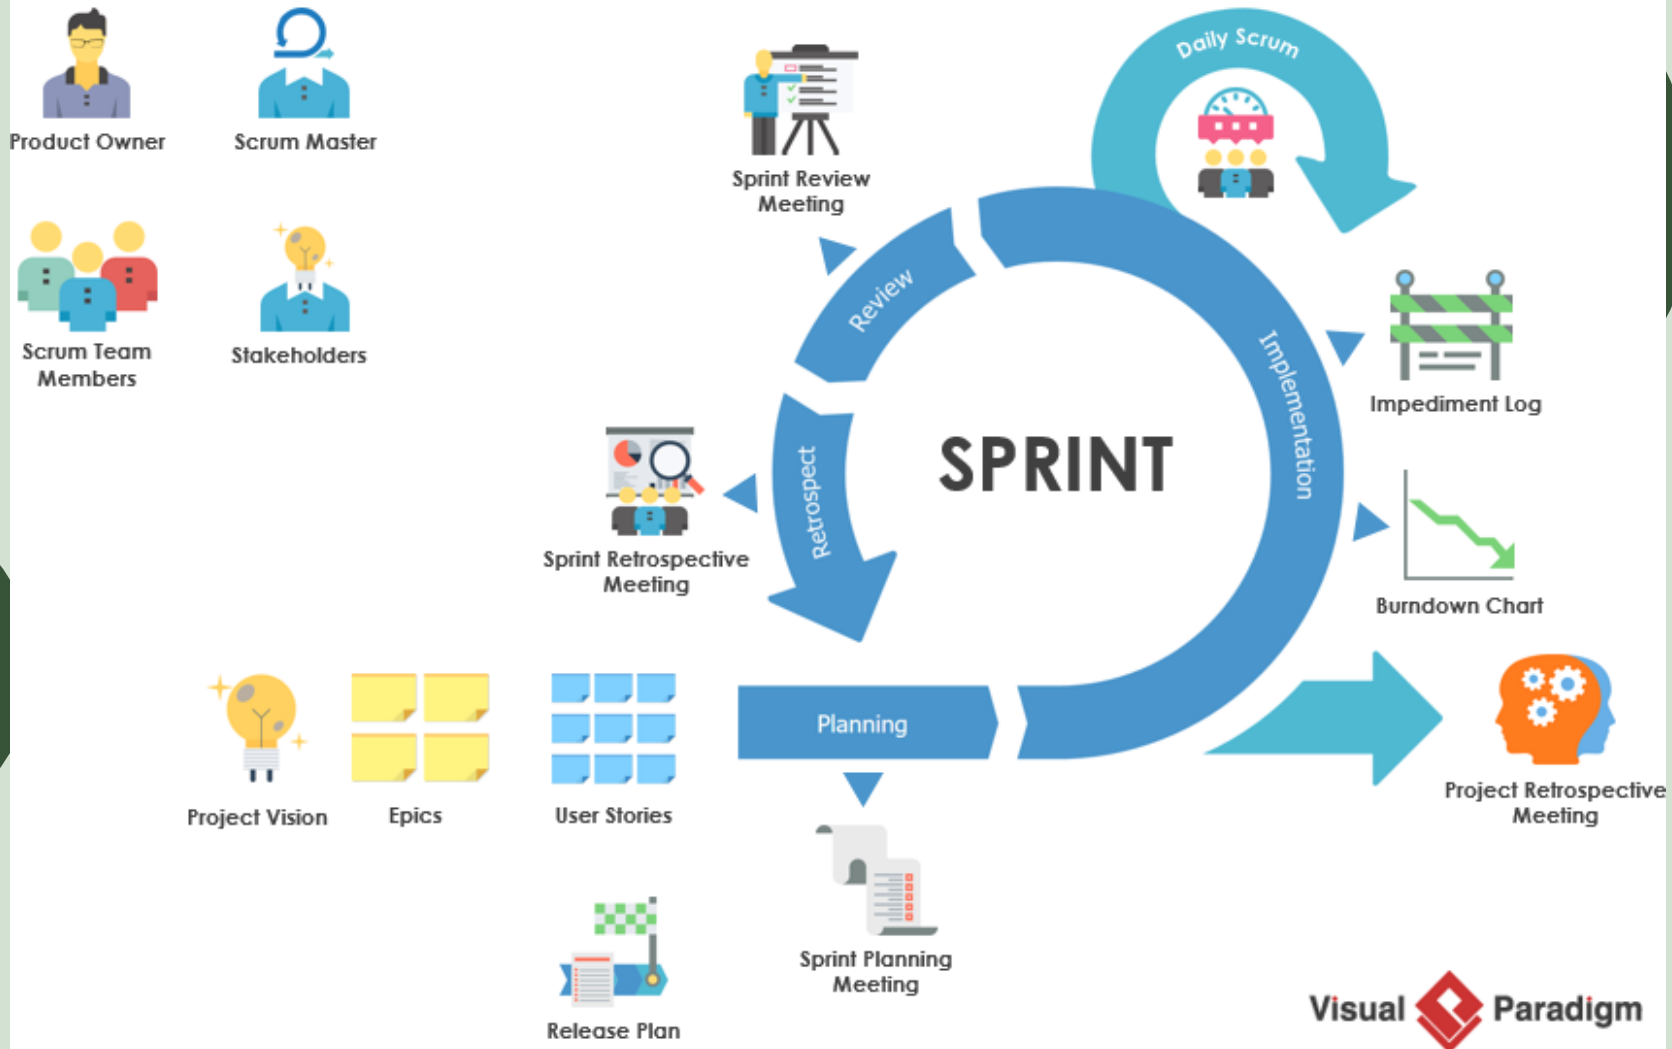 Product Owner
Scrum Master
Scrum Team
Members
Stakeholders
Sprint Review
Meeting
Daily Scrum
Review
Implementation
Impediment Log
SPRINT
Retrospect
Sprint Retrospective
Meeting
Burndown Chart
Project Vision
Epics
User Stories
Planning
Project Retrospective
Meeting
Sprint Planning
Meeting
Release Plan
Visual Paradigm